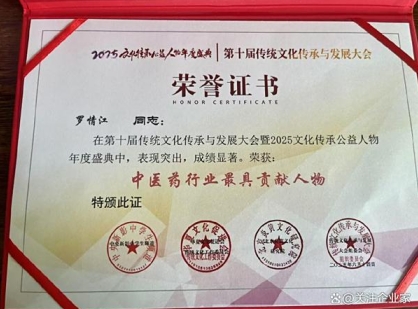 2025文化传承公益人物年度盛典 | 第十届传统文化传承与发展大会
荣誉证书
HONOR CERTIFICATE
罗情江 同志：
在第十届传统文化传承与发展大会暨2025文化传承公益人物
年度盛典中，表现突出，成绩显著。荣获：
中医药行业最具贡献人物
特颁此证
头条 @关注企业家